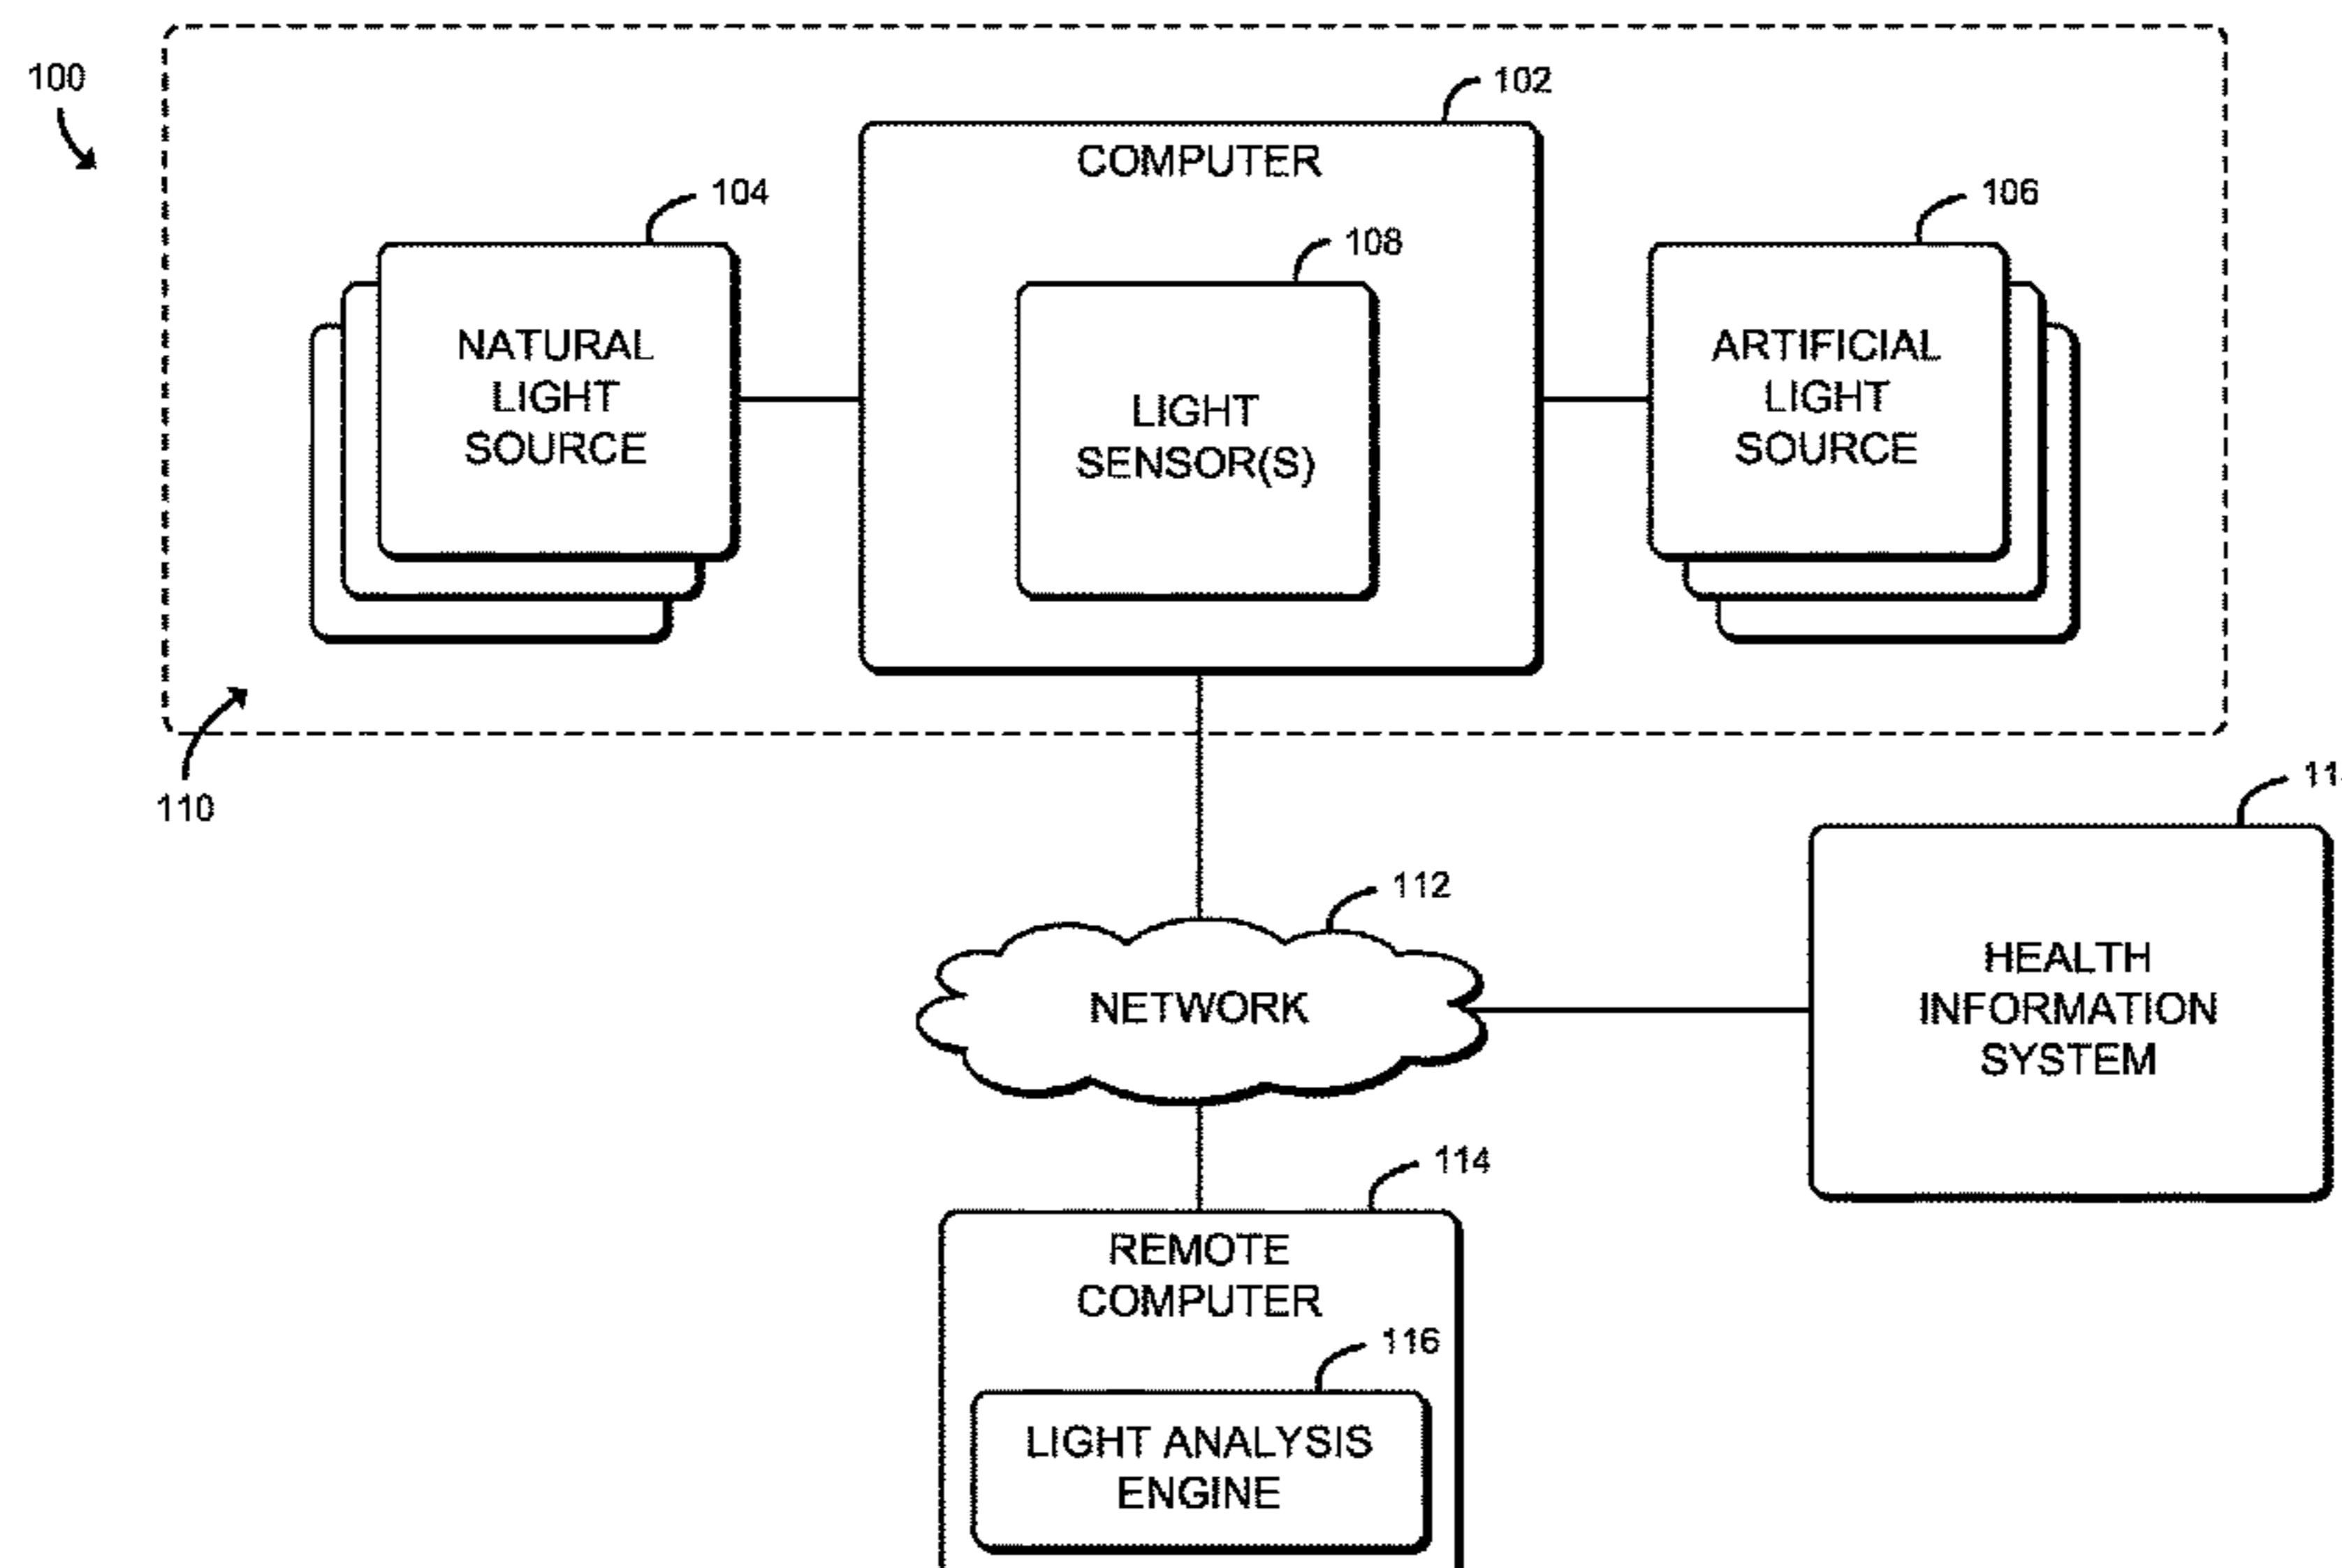 100
102
COMPUTER
104
106
108
NATURAL
LIGHT
SOURCE
LIGHT
SENSOR(S)
ARTIFICIAL
LIGHT
SOURCE
110
112
NETWORK
HEALTH
INFORMATION
SYSTEM
114
REMOTE
COMPUTER
116
LIGHT ANALYSIS
ENGINE